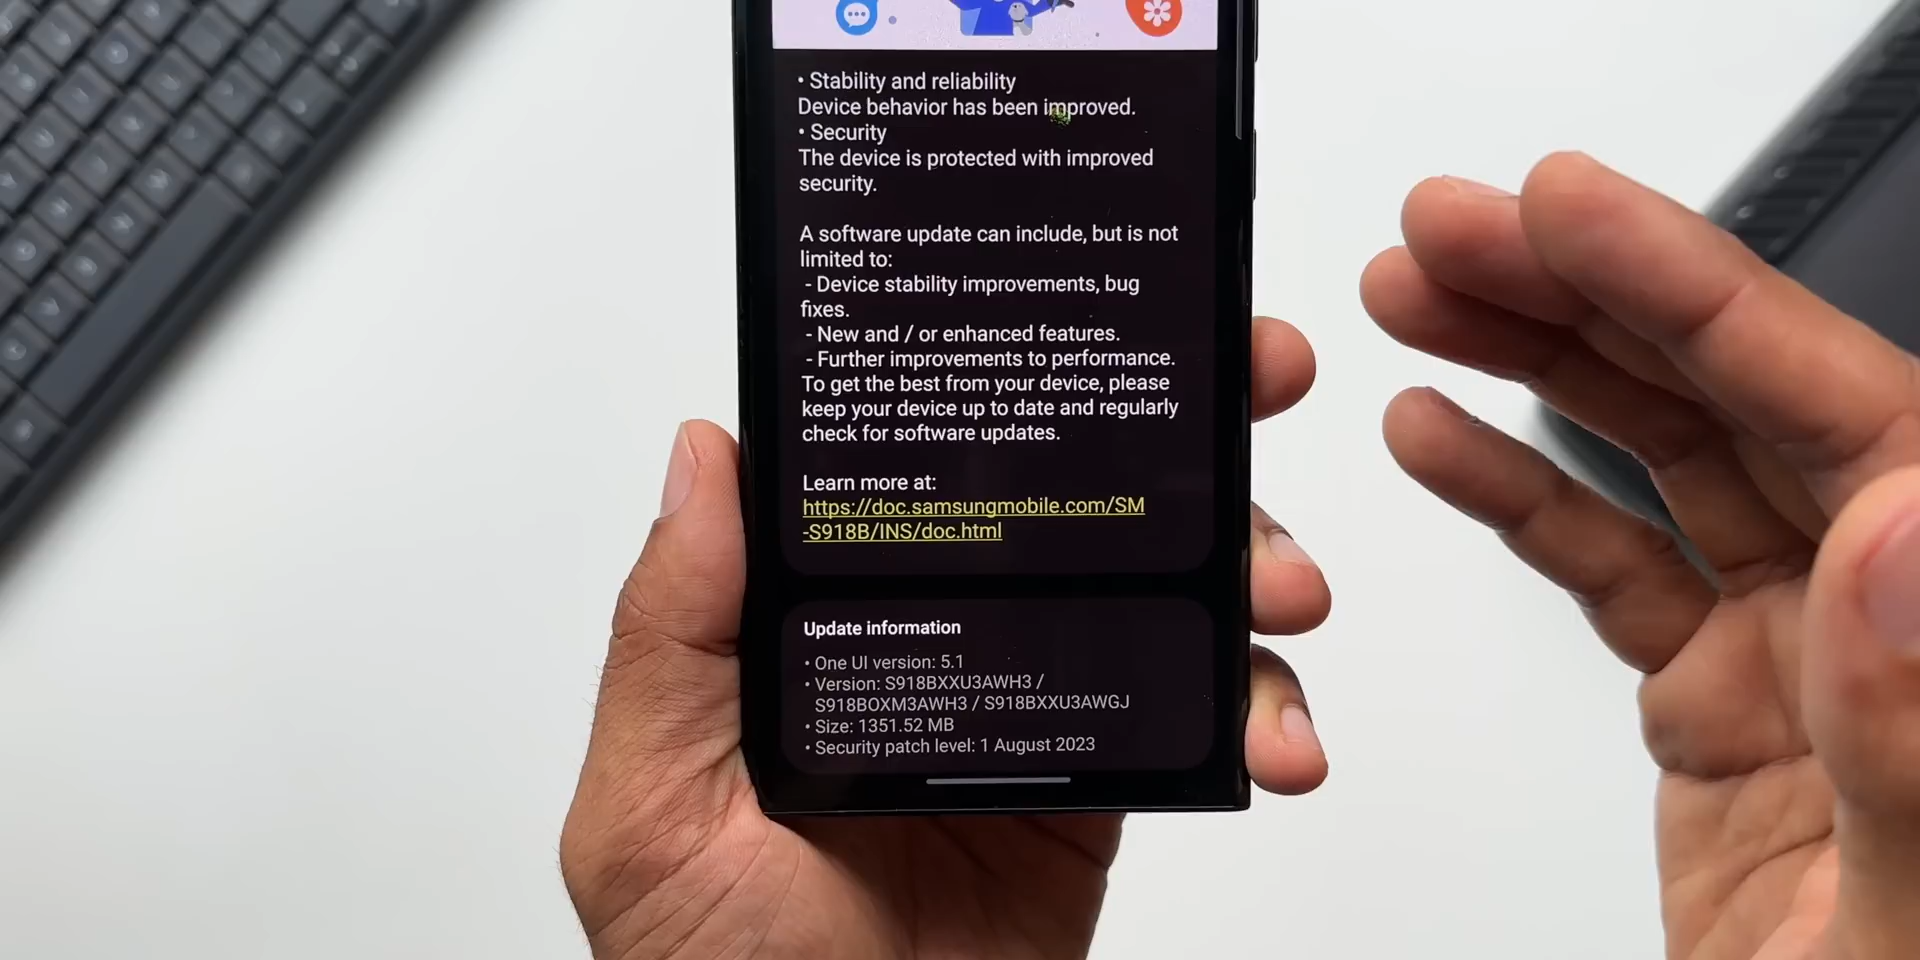 • Stability and reliability
Device behavior has been improved.
• Security
The device is protected with improved
security.
A software update can include, but is not
limited to:
- Device stability improvements, bug
fixes.
- New and / or enhanced features.
- Further improvements to performance.
To get the best from your device, please
keep your device up to date and regularly
check for software updates.
Learn more at:
https://doc.samsungmobile.com/SM
-S918B/INS/doc.html
Update information
• One UI version: 5.1
• Version: S918BXXU3AWH3 /
S918BOXM3AWH3 / S918BXXU3AWGJ
• Size: 1351.52 MB
• Security patch level: 1 August 2023